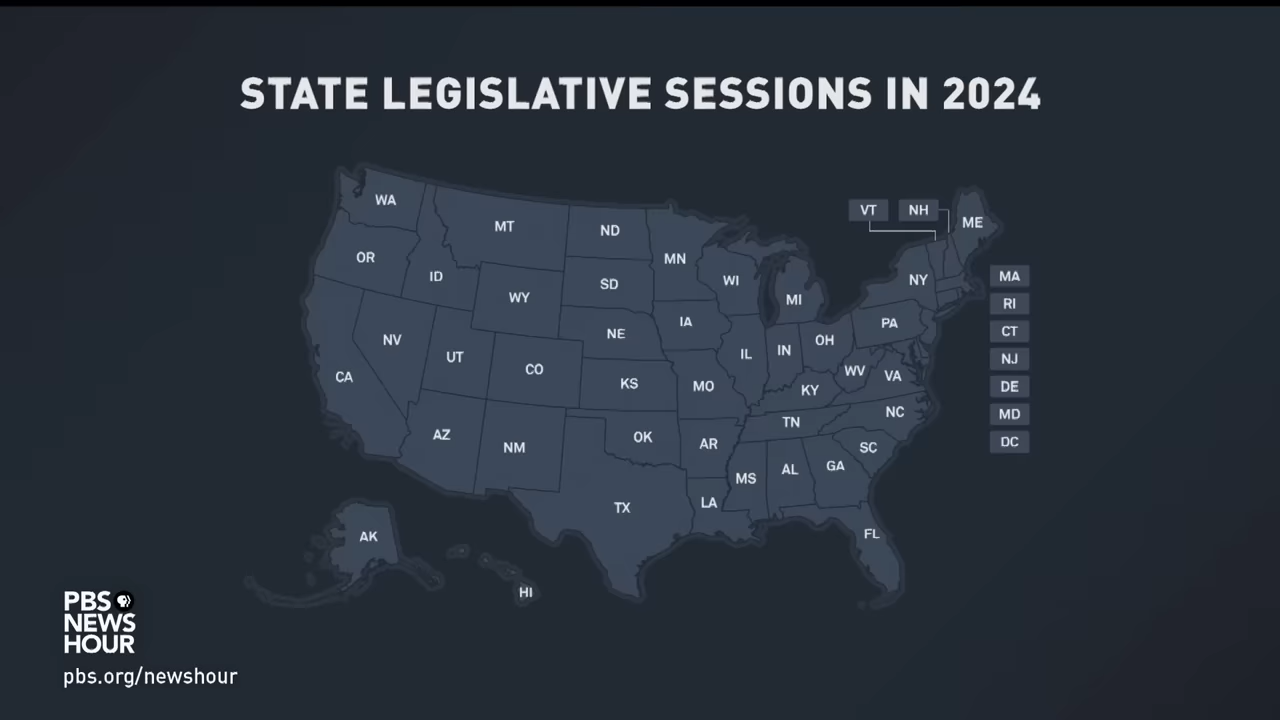 STATE LEGISLATIVE SESSIONS IN 2024
WA
MT
ND
MN
VT
NH
ME
OR
ID
WY
SD
WI
MI
NY
MA
RI
CT
NJ
DE
MD
DC
NV
UT
CO
NE
IA
IL
IN
OH
PA
CA
KS
MO
KY
WV
VA
AZ
NM
OK
AR
TN
NC
SC
MS
AL
GA
TX
LA
FL
AK
HI
PBS
NEWS
HOUR
pbs.org/newshour